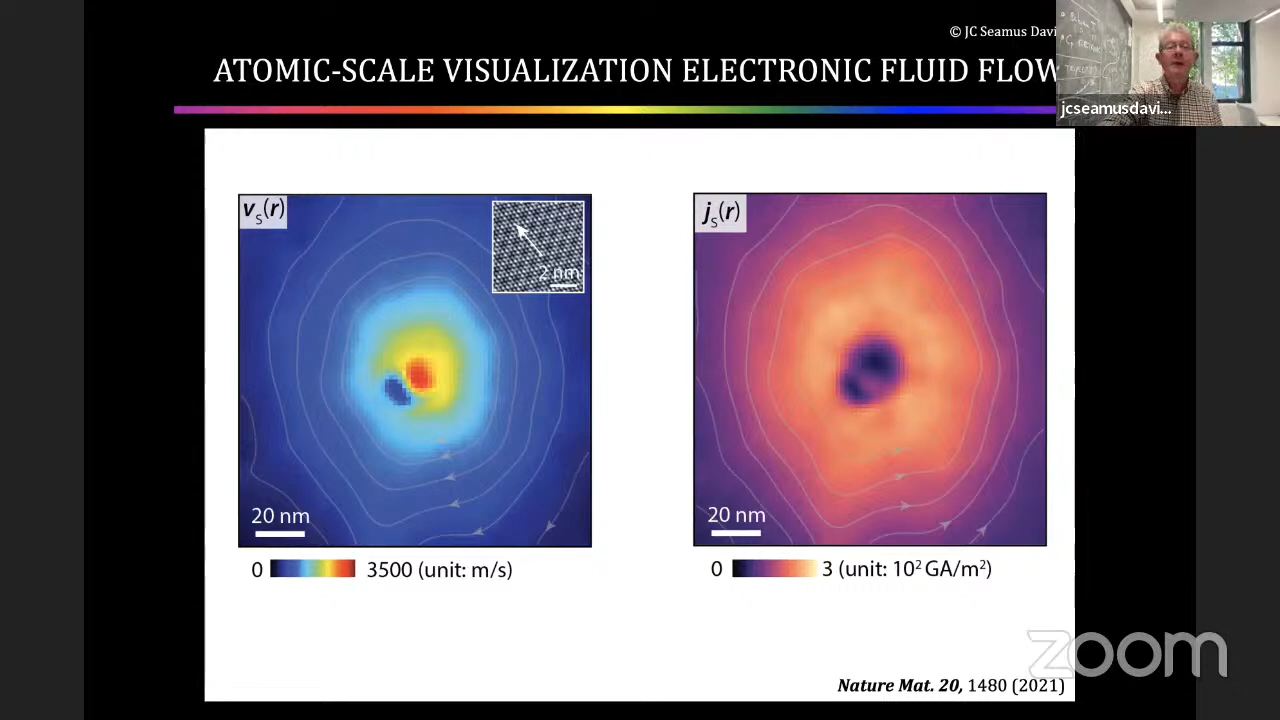 © JC Seamus Davi
ATOMIC-SCALE VISUALIZATION ELECTRONIC FLUID FLOW
jcseamusdavi...
vS(r)
2 nm
20 nm
0 3500 (unit: m/s)
jS(r)
20 nm
0 3 (unit: 10² GA/m²)
zoom
Nature Mat. 20, 1480 (2021)